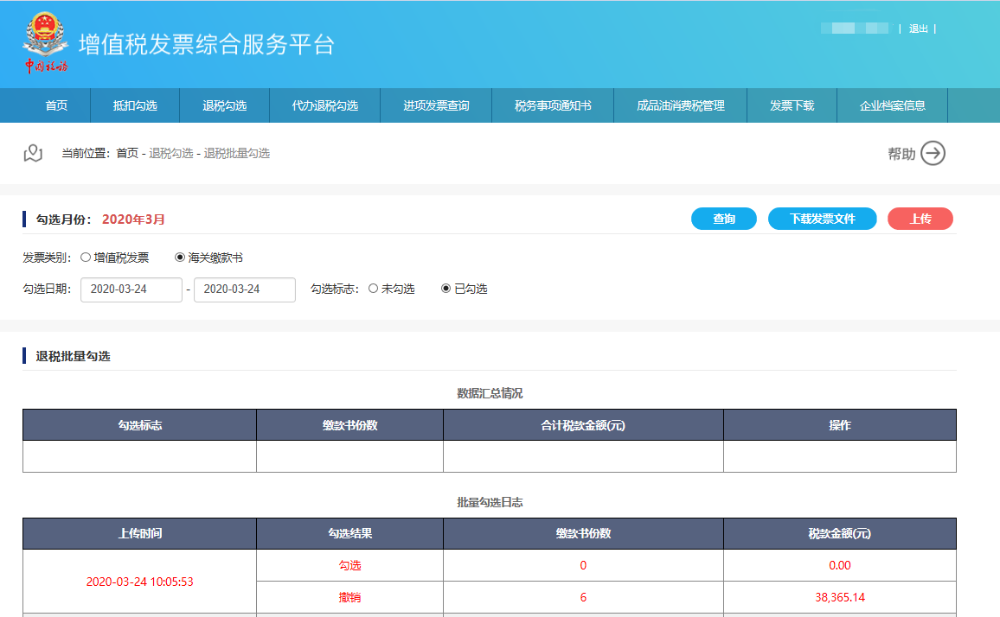 增值税发票综合服务平台
中国税务
| 退出 |
首页 抵扣勾选 退税勾选 代办退税勾选 进项发票查询 税务事项通知书 成品油消费税管理 发票下载 企业档案信息
当前位置：首页 - 退税勾选 - 退税批量勾选 帮助
勾选月份： 2020年3月 查询 下载发票文件 上传
发票类别： 增值税发票 海关缴款书
勾选日期： 2020-03-24 - 2020-03-24 勾选标志： 未勾选 已勾选
退税批量勾选
数据汇总情况
勾选标志 缴款书份数 合计税款金额(元) 操作
批量勾选日志
上传时间 勾选结果 缴款书份数 税款金额(元)
2020-03-24 10:05:53 勾选 0 0.00
撤销 6 38,365.14